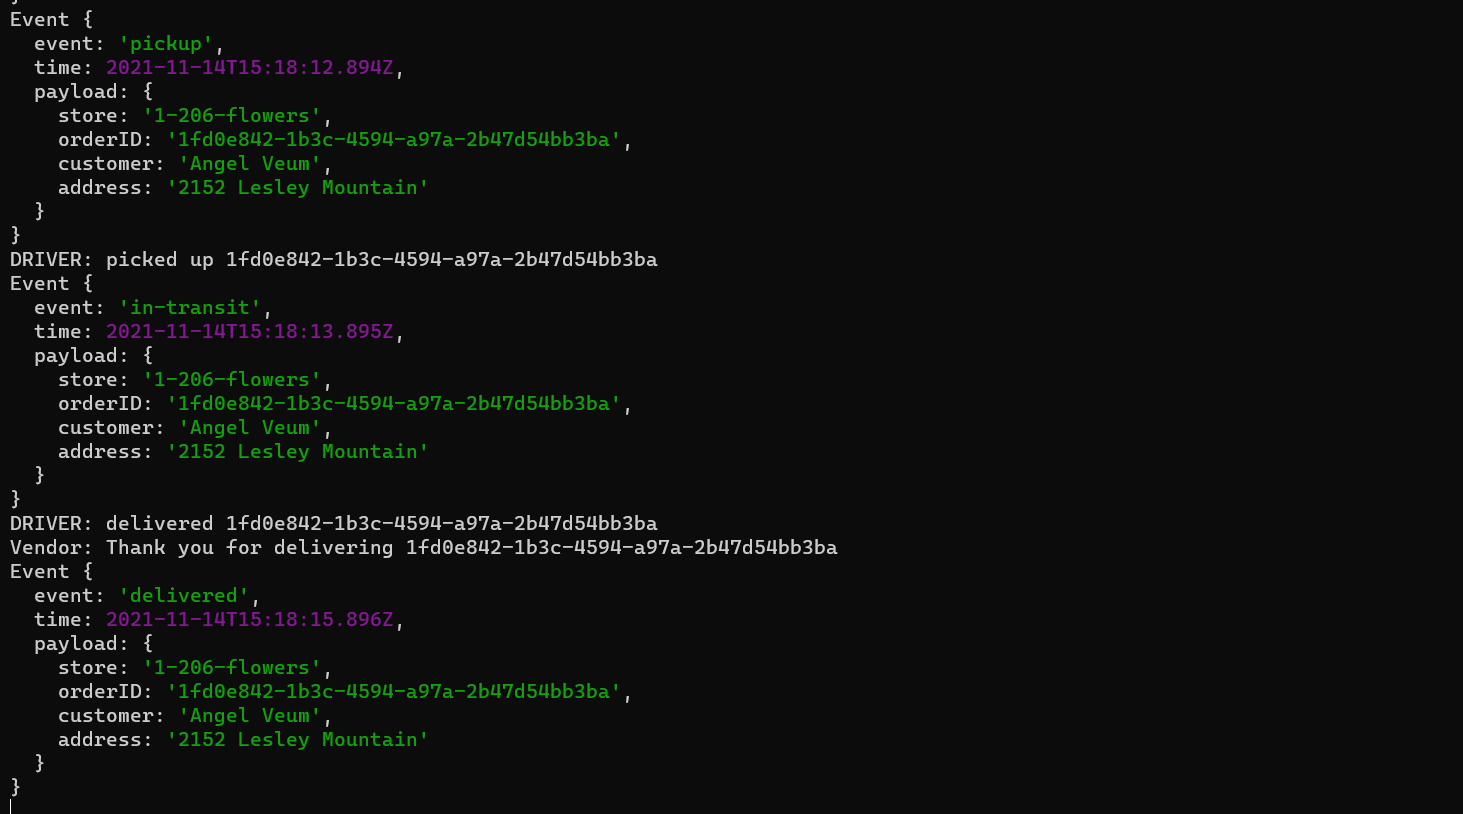 }
Event {
  event: 'pickup',
  time: 2021-11-14T15:18:12.894Z,
  payload: {
    store: '1-206-flowers',
    orderID: '1fd0e842-1b3c-4594-a97a-2b47d54bb3ba',
    customer: 'Angel Veum',
    address: '2152 Lesley Mountain'
  }
}
DRIVER: picked up 1fd0e842-1b3c-4594-a97a-2b47d54bb3ba
Event {
  event: 'in-transit',
  time: 2021-11-14T15:18:13.895Z,
  payload: {
    store: '1-206-flowers',
    orderID: '1fd0e842-1b3c-4594-a97a-2b47d54bb3ba',
    customer: 'Angel Veum',
    address: '2152 Lesley Mountain'
  }
}
DRIVER: delivered 1fd0e842-1b3c-4594-a97a-2b47d54bb3ba
Vendor: Thank you for delivering 1fd0e842-1b3c-4594-a97a-2b47d54bb3ba
Event {
  event: 'delivered',
  time: 2021-11-14T15:18:15.896Z,
  payload: {
    store: '1-206-flowers',
    orderID: '1fd0e842-1b3c-4594-a97a-2b47d54bb3ba',
    customer: 'Angel Veum',
    address: '2152 Lesley Mountain'
  }
}